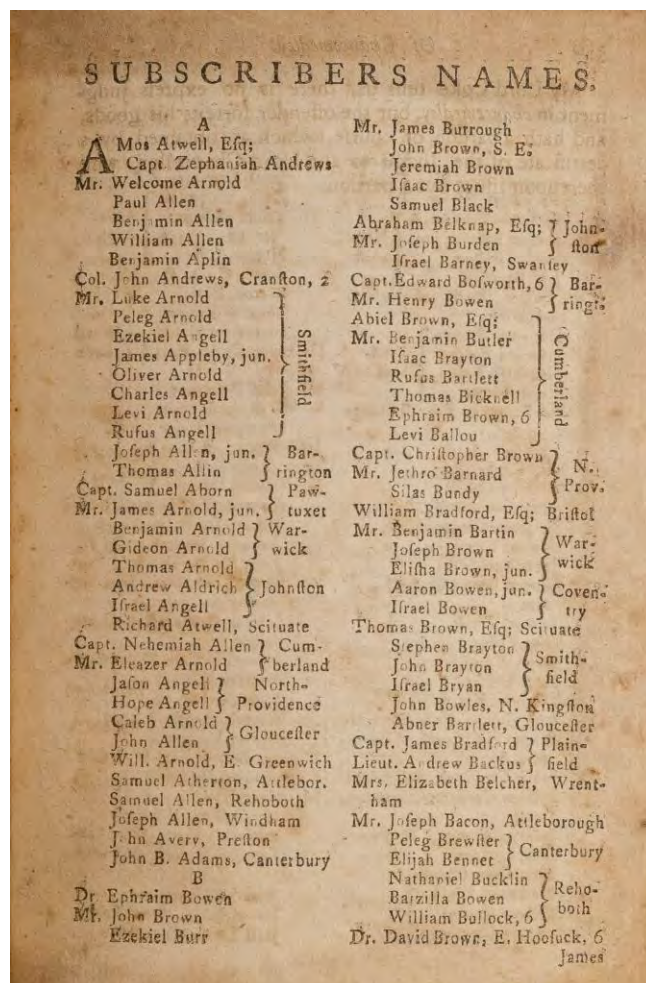 SUBSCRIBERS NAMES.
A
AMos Atwell, Eſq;
Capt. Zephaniah Andrews
Mr. Welcome Arnold
Paul Allen
Benjamin Allen
William Allen
Benjamin Aplin
Col. John Andrews, Cranſton, 2
Mr. Luke Arnold
Peleg Arnold
Ezekiel Angell
James Appleby, jun.
Oliver Arnold
Charles Angell
Levi Arnold
Rufus Angell
Smithfield
Joſeph Allen, jun. } Bar-
Thomas Allin } rington
Capt. Samuel Aborn } Paw-
Mr. James Arnold, jun. } tuxet
Benjamin Arnold } War-
Gideon Arnold } wick
Thomas Arnold
Andrew Aldrich } Johnſton
Iſrael Angell
Richard Atwell, Scituate
Capt. Nehemiah Allen } Cum-
Mr. Eleazer Arnold } berland
Jaſon Angell } North-
Hope Angell } Providence
Caleb Arnold }
John Allen } Glouceſter
Will. Arnold, E. Greenwich
Samuel Atherton, Attlebor.
Samuel Allen, Rehoboth
Joſeph Allen, Windham
John Avery, Preſton
John B. Adams, Canterbury
B
Dr. Ephraim Bowen
Mr. John Brown
Ezekiel Burr
Mr. James Burrough
John Brown, S. E.
Jeremiah Brown
Iſaac Brown
Samuel Black
Abraham Belknap, Eſq; } John-
Mr. Joſeph Burden } ſton
Iſrael Barney, Swanſey
Capt. Edward Boſworth, 6 } Bar-
Mr. Henry Bowen } ringt.
Abiel Brown, Eſq;
Mr. Benjamin Butler
Iſaac Brayton
Rufus Bartlett
Thomas Bicknell
Ephraim Brown, 6
Levi Ballou
Cumberland
Capt. Chriſtopher Brown
Mr. Jethro Barnard } N.
Silas Bundy } Prov.
William Bradford, Eſq; Briſtol
Mr. Benjamin Bartin
Joſeph Brown } War-
Eliſha Brown, jun. } wick
Aaron Bowen, jun. } Coven-
Iſrael Bowen } try
Thomas Brown, Eſq; Scituate
Stephen Brayton
John Brayton } Smith-
Iſrael Bryan } field
John Bowles, N. Kingſton
Abner Bartlett, Glouceſter
Capt. James Bradford } Plain-
Lieut. Andrew Backus } field
Mrs. Elizabeth Belcher, Wrent-
ham
Mr. Joſeph Bacon, Attleborough
Peleg Brewſter }
Elijah Bennet } Canterbury
Nathaniel Bucklin
Barzilla Bowen } Reho-
William Bullock, 6 } both
Dr. David Brown, E. Hooſuck, 6
James